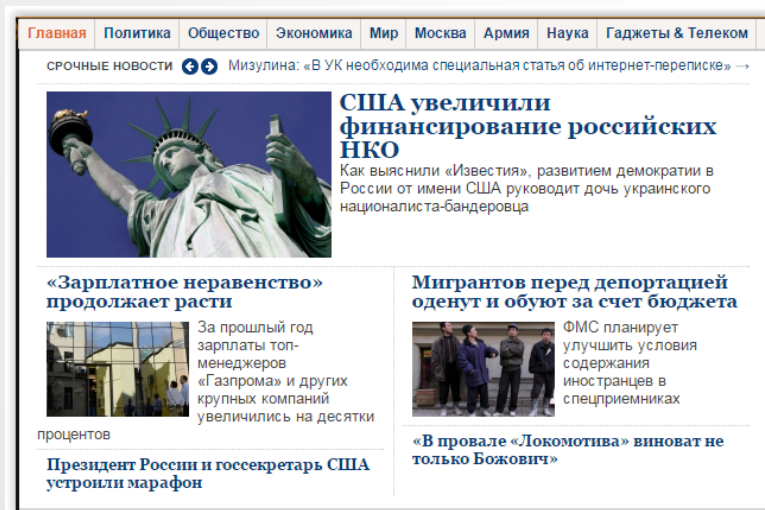 Главная Политика Общество Экономика Мир Москва Армия Наука Гаджеты & Телеком
СРОЧНЫЕ НОВОСТИ Мизулина: «В УК необходима специальная статья об интернет-переписке» →
США увеличили
финансирование российских
НКО
Как выяснили «Известия», развитием демократии в
России от имени США руководит дочь украинского
националиста-бандеровца
«Зарплатное неравенство»
продолжает расти
За прошлый год
зарплаты топ-
менеджеров
«Газпрома» и других
крупных компаний
увеличились на десятки
процентов
Президент России и госсекретарь США
устроили марафон
Мигрантов перед депортацией
оденут и обуют за счет бюджета
ФМС планирует
улучшить условия
содержания
иностранцев в
спецприемниках
«В провале «Локомотива» виноват не
только Божович»